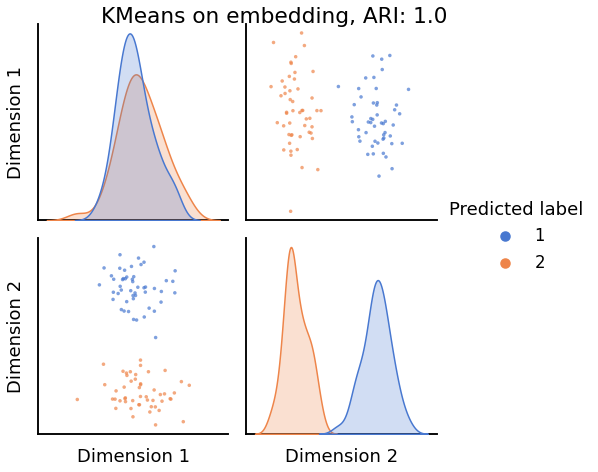 KMeans on embedding, ARI: 1.0
Dimension 1
Dimension 2
Predicted label
1
2
Dimension 1
Dimension 2